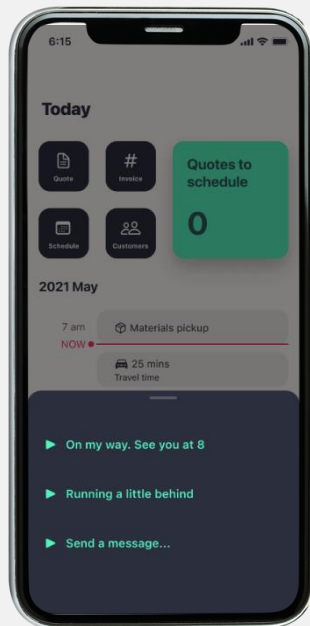 6:15
Today
Quote
#
Invoice
Quotes to
schedule
0
Schedule
Customers
2021 May
7 am
Materials pickup
NOW
25 mins
Travel time
On my way. See you at 8
Running a little behind
Send a message...